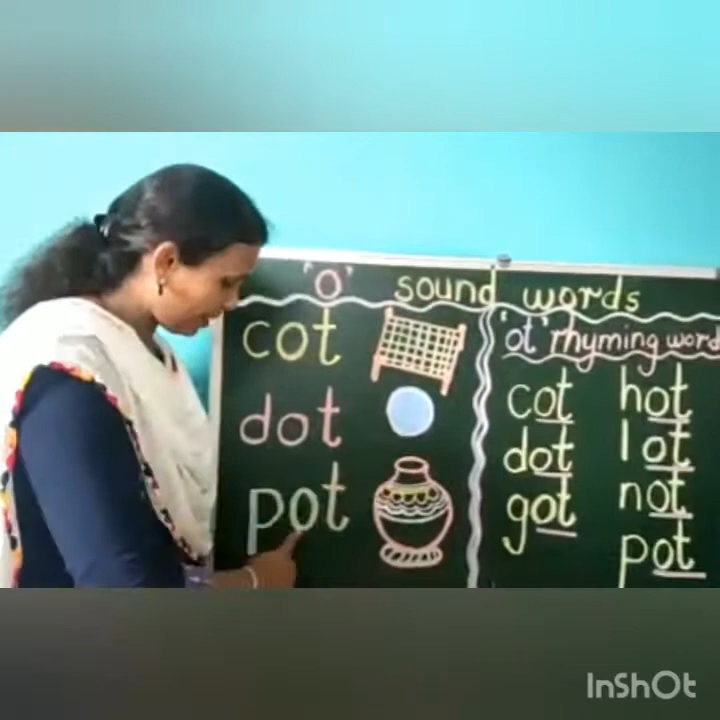 'o' sound words
cot
dot
pot
'ot' rhyming word
cot hot
dot lot
got not
pot
InShOt